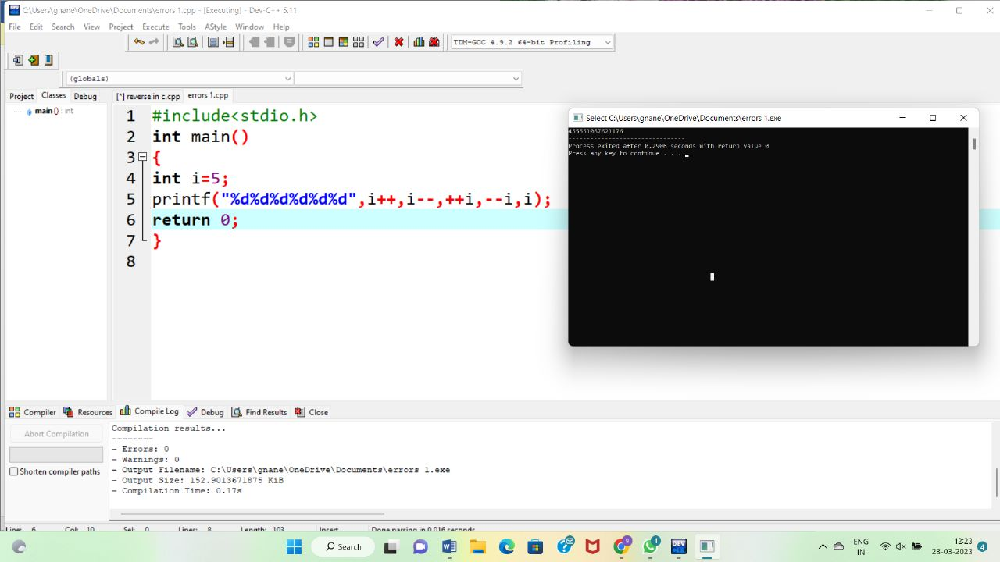 C:\Users\gnane\OneDrive\Documents\errors 1.cpp - [Executing] - Dev-C++ 5.11
File Edit Search View Project Execute Tools AStyle Window Help
TDM-GCC 4.9.2 64-bit Profiling
(globals)
Project Classes Debug
[*] reverse in c.cpp errors 1.cpp
main () : int
1 #include<stdio.h>
2 int main()
3 {
4 int i=5;
5 printf("%d%d%d%d%d%d",i++,i--,++i,--i,i);
6 return 0;
7 }
8
Select C:\Users\gnane\OneDrive\Documents\errors 1.exe
455551067621176
--------------------------------
Process exited after 0.2906 seconds with return value 0
Press any key to continue . . .
Compiler Resources Compile Log Debug Find Results Close
Abort Compilation
Shorten compiler paths
Compilation results...
--------
- Errors: 0
- Warnings: 0
- Output Filename: C:\Users\gnane\OneDrive\Documents\errors 1.exe
- Output Size: 152.9013671875 KiB
- Compilation Time: 0.17s
Line: 6 Col: 10 Sel: 0 Lines: 8 Length: 103 Insert Done parsing in 0.016 seconds
Search
DEV
9
1
ENG
IN
12:23
23-03-2023
4